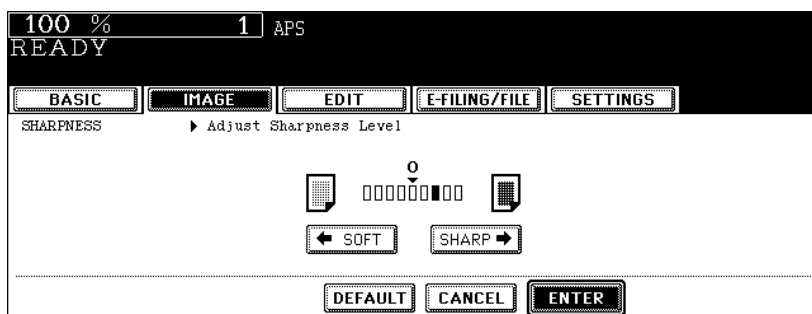 100 % 1 APS
READY
BASIC IMAGE EDIT E-FILING/FILE SETTINGS
SHARPNESS Adjust Sharpness Level
0
SOFT SHARP
DEFAULT CANCEL ENTER